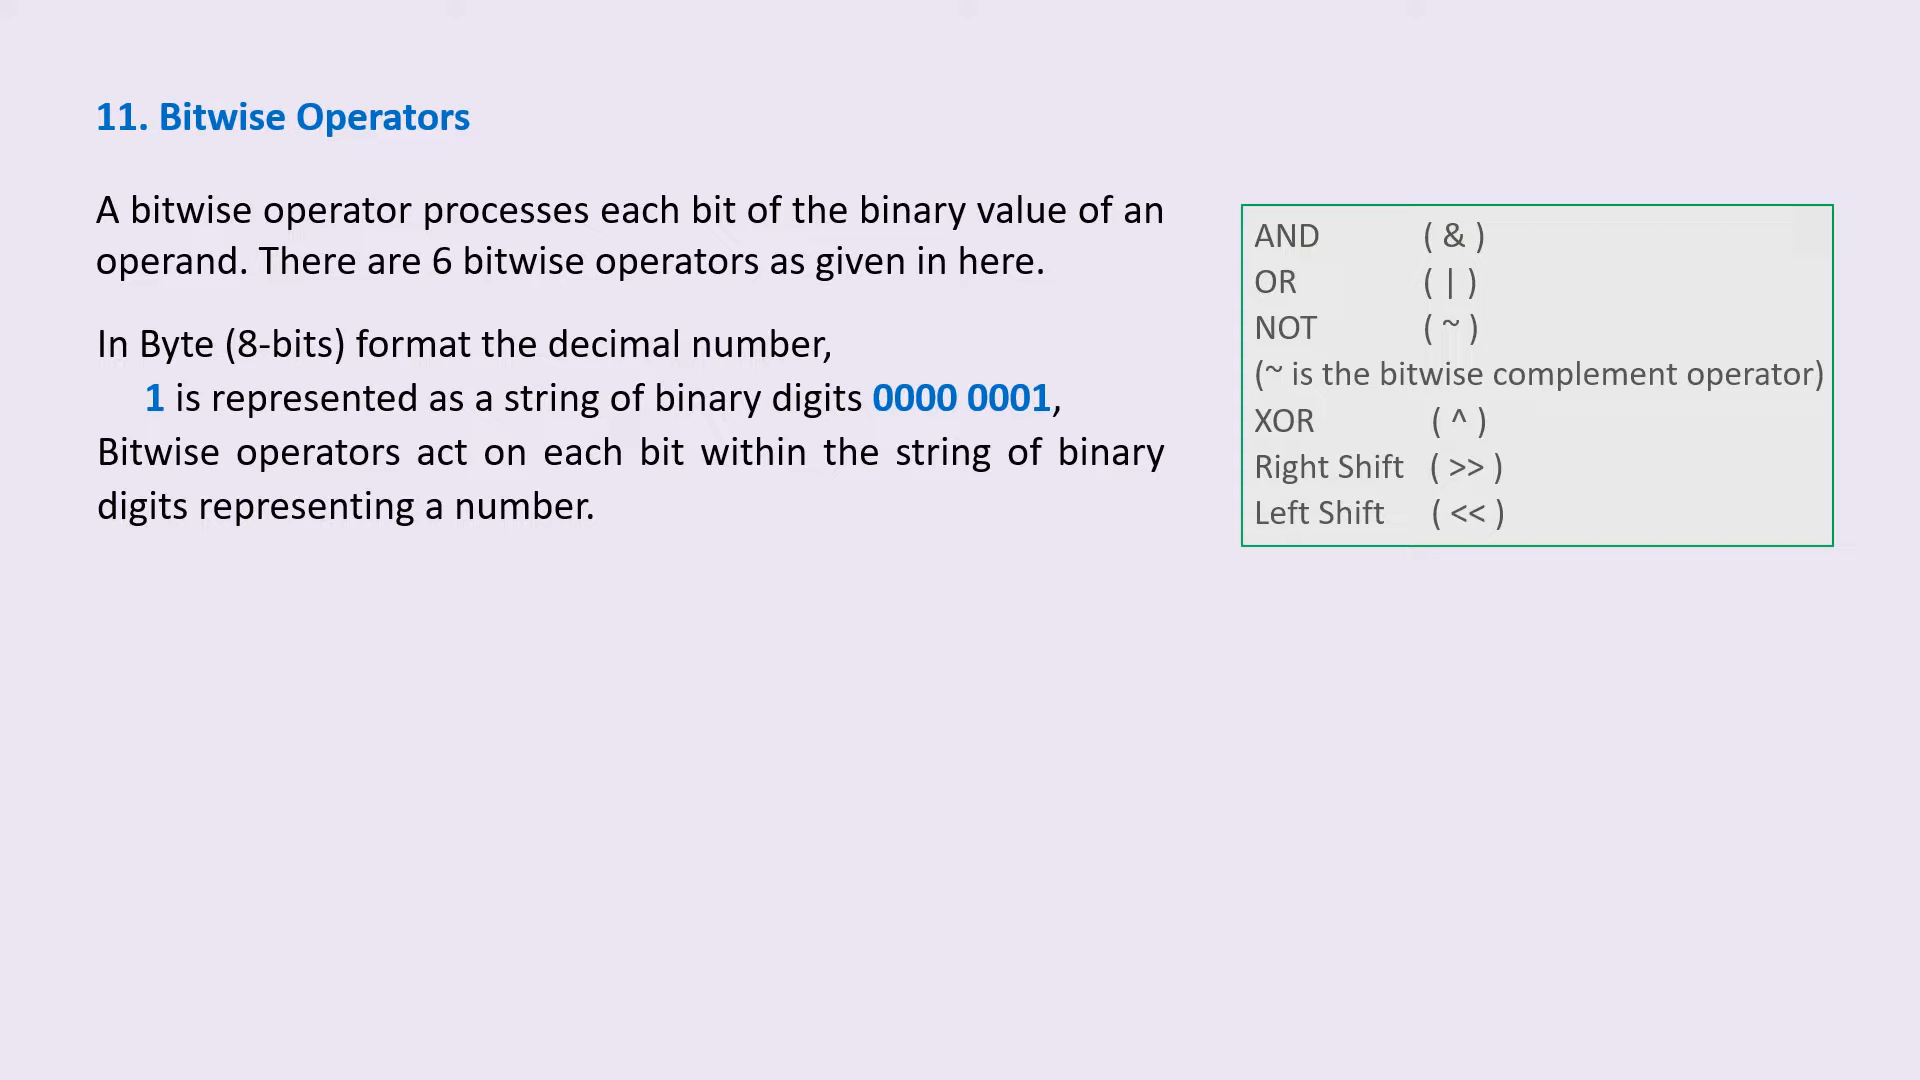 11. Bitwise Operators
A bitwise operator processes each bit of the binary value of an
operand. There are 6 bitwise operators as given in here.
In Byte (8-bits) format the decimal number,
1 is represented as a string of binary digits 0000 0001,
Bitwise operators act on each bit within the string of binary
digits representing a number.
AND ( & )
OR ( | )
NOT ( ~ )
(~ is the bitwise complement operator)
XOR ( ^ )
Right Shift ( >> )
Left Shift ( << )